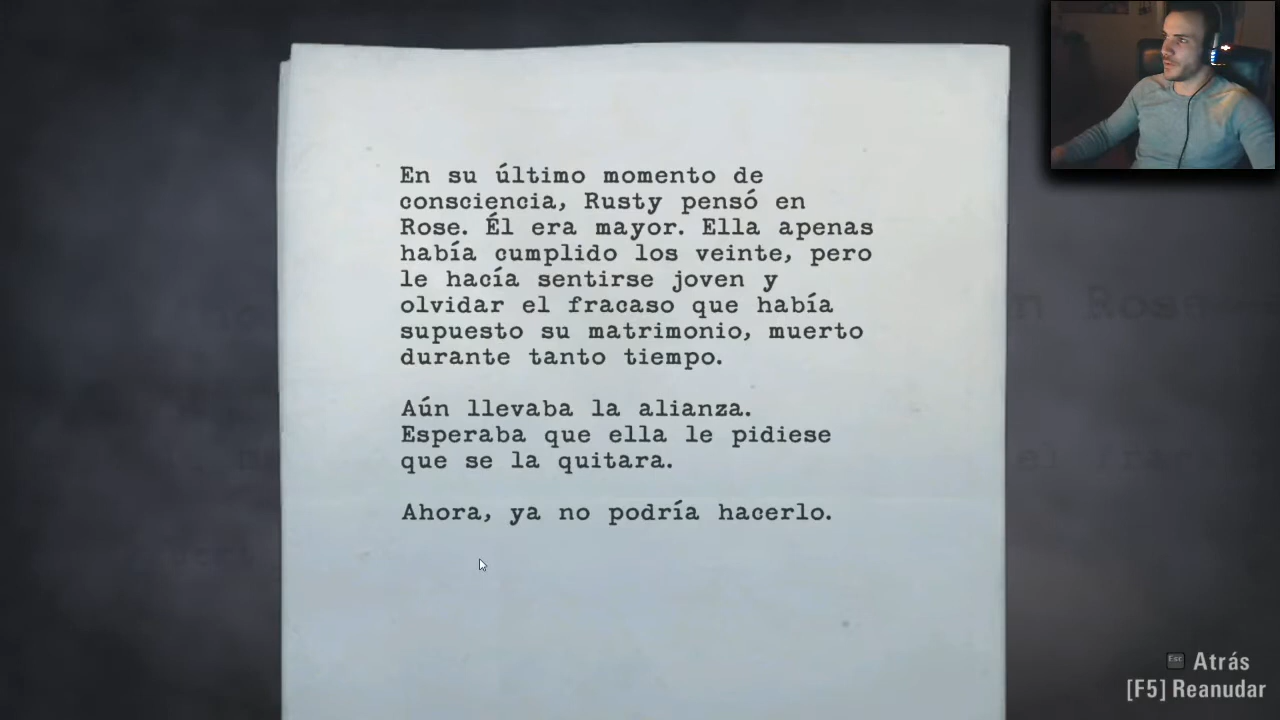 En su último momento de
consciencia, Rusty pensó en
Rose. Él era mayor. Ella apenas
había cumplido los veinte, pero
le hacía sentirse joven y
olvidar el fracaso que había
supuesto su matrimonio, muerto
durante tanto tiempo.
Aún llevaba la alianza.
Esperaba que ella le pidiese
que se la quitara.
Ahora, ya no podría hacerlo.
Esc Atrás
[F5] Reanudar